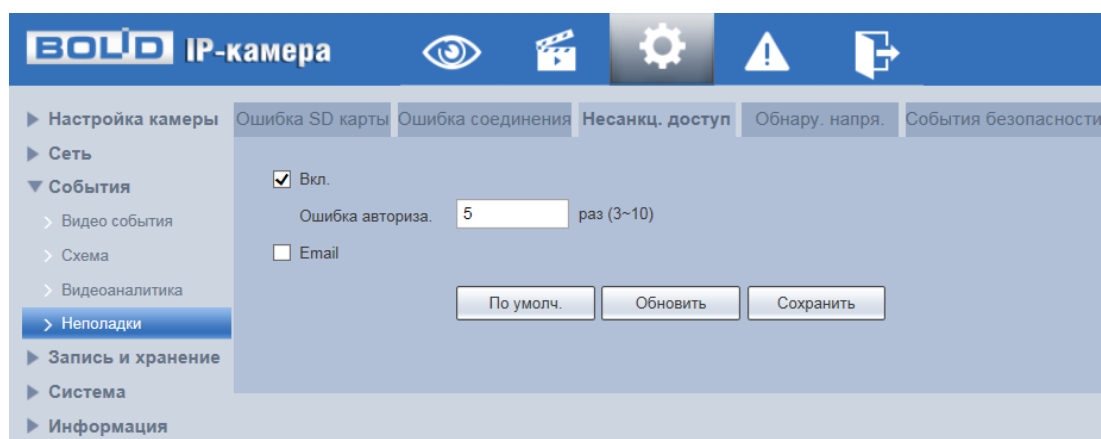 BOLID IP-камера
Настройка камеры
Сеть
События
Видео события
Схема
Видеоаналитика
Неполадки
Запись и хранение
Система
Информация
Ошибка SD карты Ошибка соединения Несанкц. доступ Обнару. напря. События безопасности
Вкл.
Ошибка авториза. 5 раз (3~10)
Email
По умолч. Обновить Сохранить